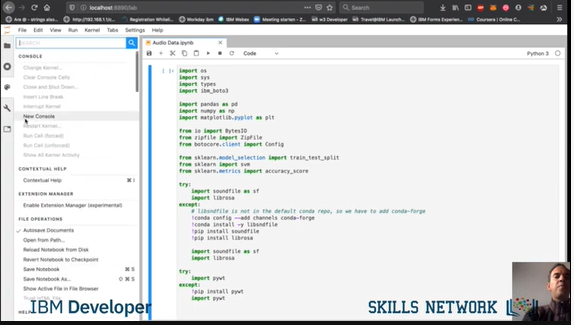 localhost:8890/lab
Search
Are @ - strings also...
http://192.168.1.1/
Registration Whitelist
Workday ibm
IBM Webex
Meeting starter - Z...
w3 Developer
Travel@IBM_IBM...
IBM Forms Experience...
Coursera | Online C...
File Edit View Run Kernel Tabs Settings Help
SEARCH
Audio Data.ipynb
Code
Python 3
CONSOLE
Change Kernel...
Clear Console Cells
Close and Shut Down...
Insert Line Break
Interrupt Kernel
New Console
Restart Kernel...
Run Cell (forced)
Run Cell (unforced)
Show All Kernel Activity
CONTEXTUAL HELP
Contextual Help ⌘ I
EXTENSION MANAGER
Enable Extension Manager (experimental)
FILE OPERATIONS
Autosave Documents
Open from Path...
Reload Notebook from Disk
Revert Notebook to Checkpoint
Save Notebook ⌘ S
Save Notebook As... ⇧ ⌘ S
Show Active File in File Browser
HELP
[ ]:
import os
import sys
import types
import ibm_boto3
import pandas as pd
import numpy as np
import matplotlib.pyplot as plt
from io import BytesIO
from zipfile import ZipFile
from botocore.client import Config
from sklearn.model_selection import train_test_split
from sklearn import svm
from sklearn.metrics import accuracy_score
try:
import soundfile as sf
import librosa
except:
# libsndfile is not in the default conda repo, so we have to add conda-forge
!conda config --add channels conda-forge
!conda install -y libsndfile
!pip install soundfile
!pip install librosa
import soundfile as sf
import librosa
try:
import pywt
except:
!pip install pywt
import pywt
IBM Developer
SKILLS NETWORK